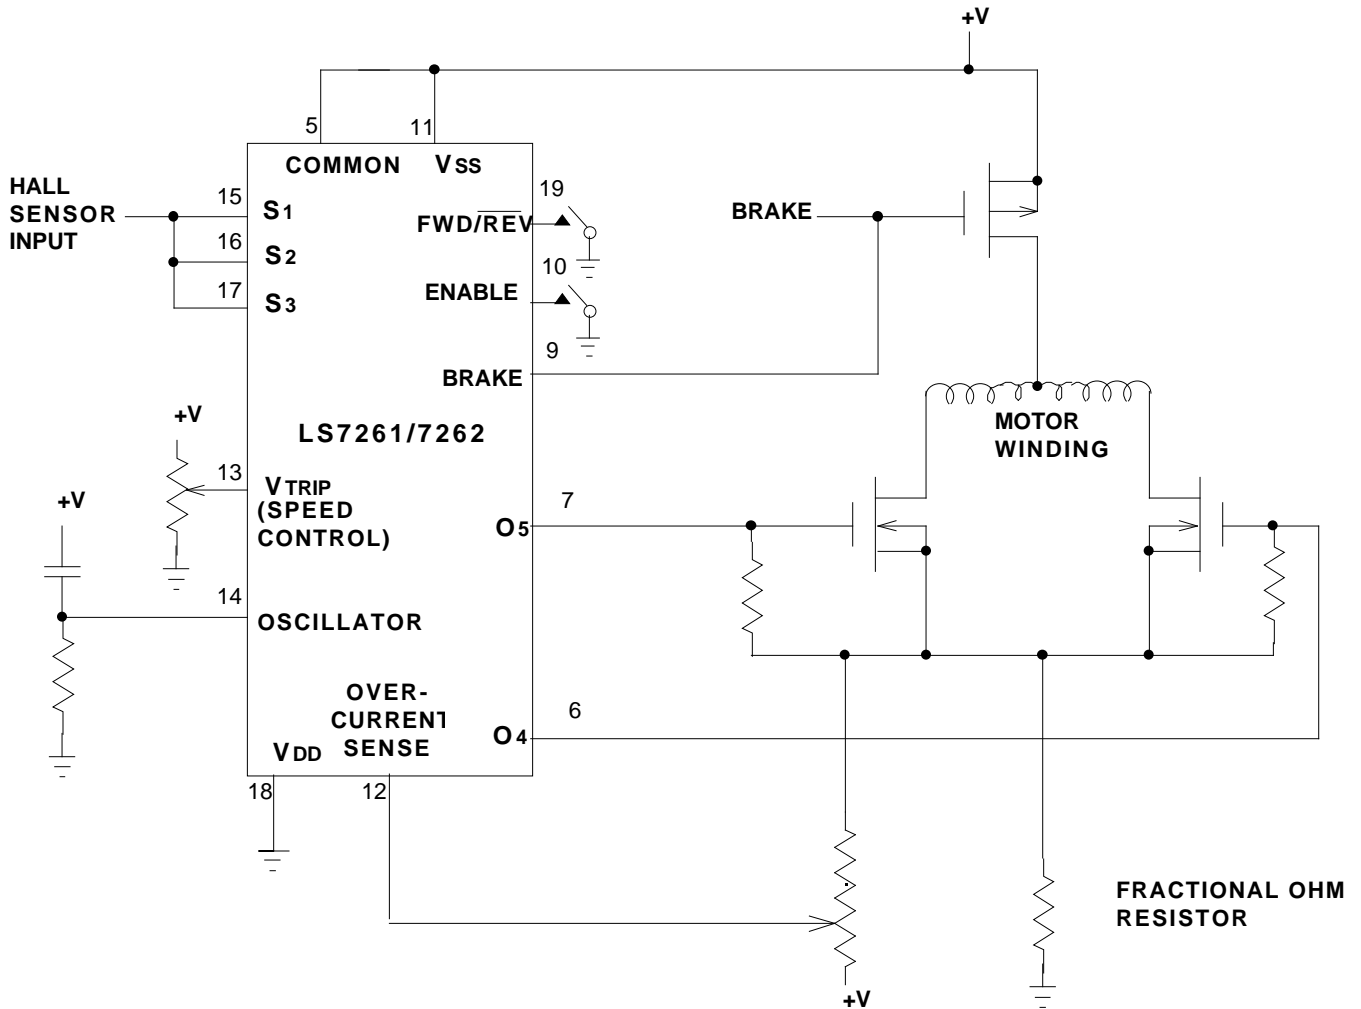 +V
5
11
COMMON
VSS
HALL
SENSOR
INPUT
15
S1
16
S2
17
S3
19
FWD/REV
10
ENABLE
9
BRAKE
BRAKE
MOTOR
WINDING
LS7261/7262
+V
13
VTRIP
(SPEED
CONTROL)
+V
14
OSCILLATOR
7
O5
OVER-
CURRENT
SENSE
6
O4
VDD
18
12
FRACTIONAL OHM
RESISTOR
+V